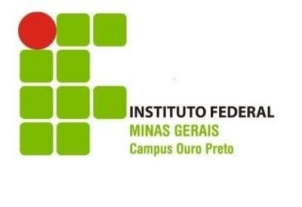 INSTITUTO FEDERAL
MINAS GERAIS
Campus Ouro Preto